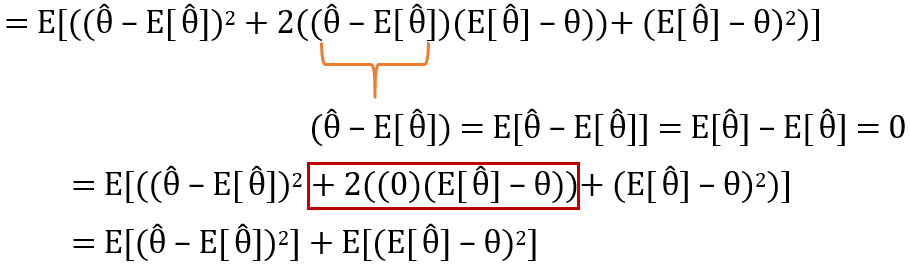 = E[((θ̂ – E[θ̂])² + 2((θ̂ – E[θ̂])(E[θ̂] – θ))+ (E[θ̂] – θ)²)]
(θ̂ – E[θ̂]) = E[θ̂ – E[θ̂]] = E[θ̂] – E[θ̂] = 0
= E[((θ̂ – E[θ̂])² + 2((0)(E[θ̂] – θ))+ (E[θ̂] – θ)²)]
= E[(θ̂ – E[θ̂])²] + E[(E[θ̂] – θ)²]